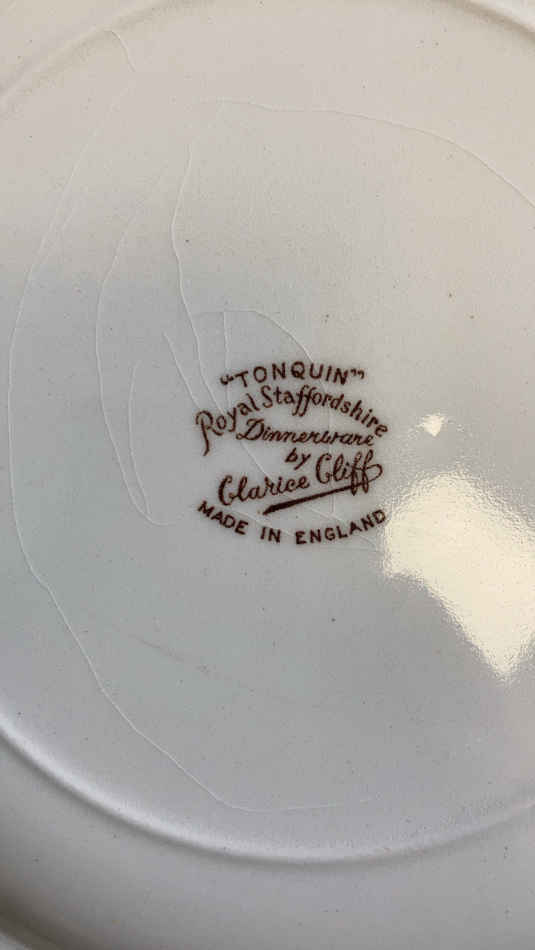 "TONQUIN"
Royal Staffordshire
Dinnerware
by
Clarice Cliff
MADE IN ENGLAND